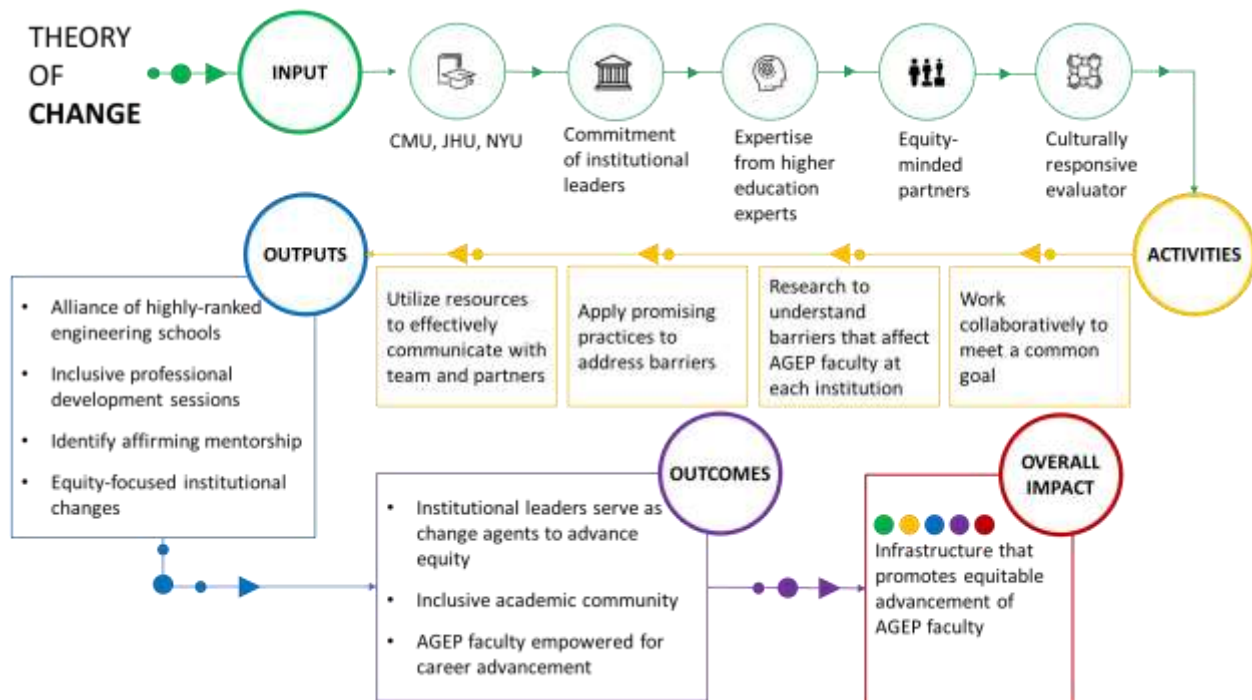 THEORY
OF
CHANGE
INPUT
CMU, JHU, NYU
Commitment
of institutional
leaders
Expertise
from higher
education
experts
Equity-
minded
partners
Culturally
responsive
evaluator
ACTIVITIES
Work
collaboratively to
meet a common
goal
Research to
understand
barriers that affect
AGEP faculty at
each institution
Apply promising
practices to
address barriers
Utilize resources
to effectively
communicate with
team and partners
OUTPUTS
• Alliance of highly-ranked
engineering schools
• Inclusive professional
development sessions
• Identify affirming mentorship
• Equity-focused institutional
changes
OUTCOMES
• Institutional leaders serve as
change agents to advance
equity
• Inclusive academic community
• AGEP faculty empowered for
career advancement
OVERALL
IMPACT
Infrastructure that
promotes equitable
advancement of
AGEP faculty